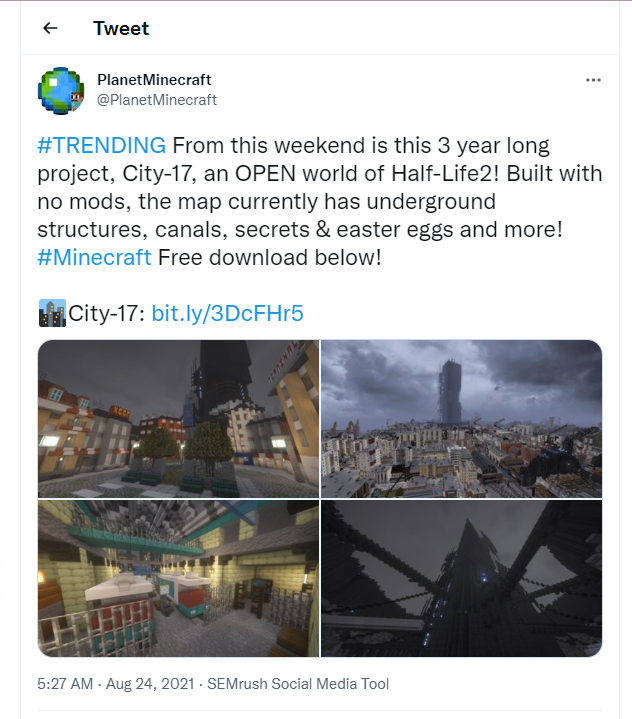 Tweet
PlanetMinecraft
@PlanetMinecraft
#TRENDING From this weekend is this 3 year long
project, City-17, an OPEN world of Half-Life2! Built with
no mods, the map currently has underground
structures, canals, secrets & easter eggs and more!
#Minecraft Free download below!
City-17: bit.ly/3DcFHr5
5:27 AM · Aug 24, 2021 · SEMrush Social Media Tool